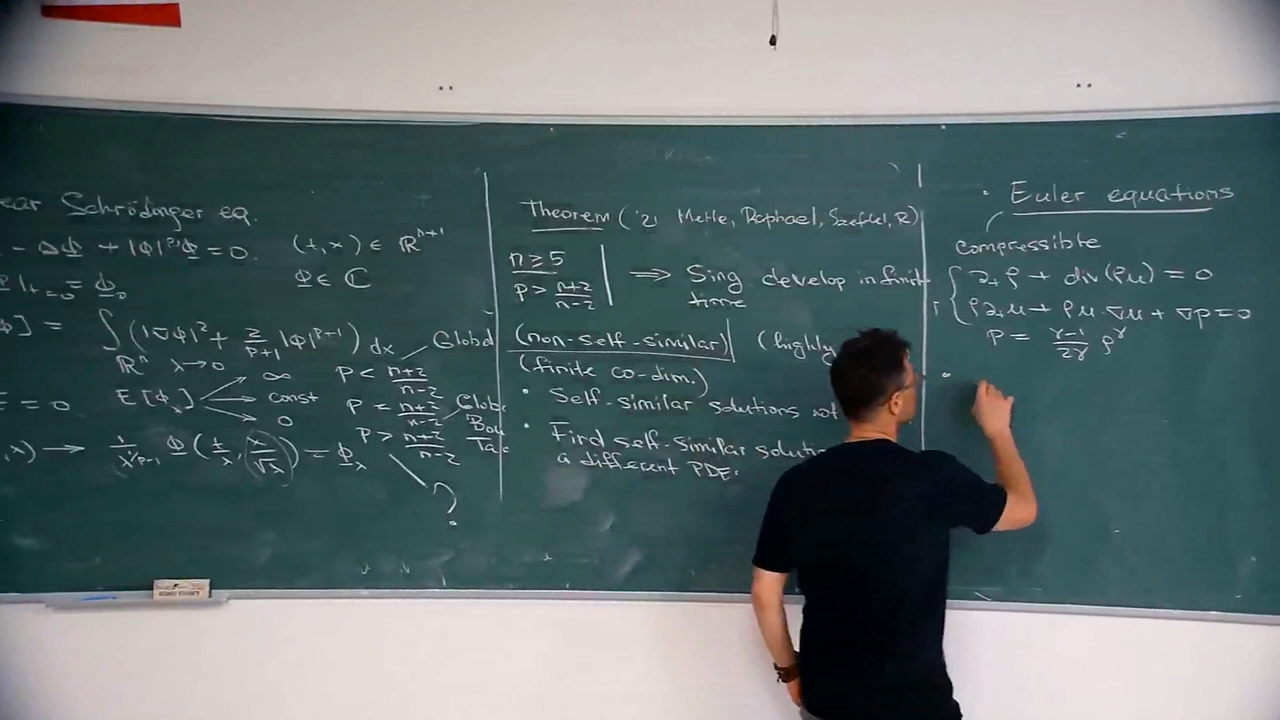 ear Schrödinger eq.
- ΔΦ + |Φ|^{p-1}Φ = 0. (t,x) ∈ ℝ^{n+1}
Φ|_{t=0} = Φ_0 Φ ∈ ℂ
Φ] = ∫_{ℝ^n} (|∇Φ|² + 2/(p+1) |Φ|^{p+1}) dx
λ→0
E = 0 E[Φ_λ] ∞ p < (n+2)/(n-2) Global
const p = (n+2)/(n-2) Globa
0 p > (n+2)/(n-2)
,x) → 1/λ^{1/p-1} Φ(t/λ, x/√λ) = Φ_λ
?
Theorem ('21 Merle, Raphael, Szeftel, R)
n ≥ 5
p > (n+2)/(n-2) ⟹ Sing develop in finit
time
(non-self-similar) (highly
(finite co-dim.)
• Self-similar solutions not
• Find self-similar solutio
a different PDE.
• Euler equations
compressible
∂_t ρ + div(ρu) = 0
ρ∂_t u + ρu·∇u + ∇p = 0
p = (γ-1)/(2γ) ρ^γ
•